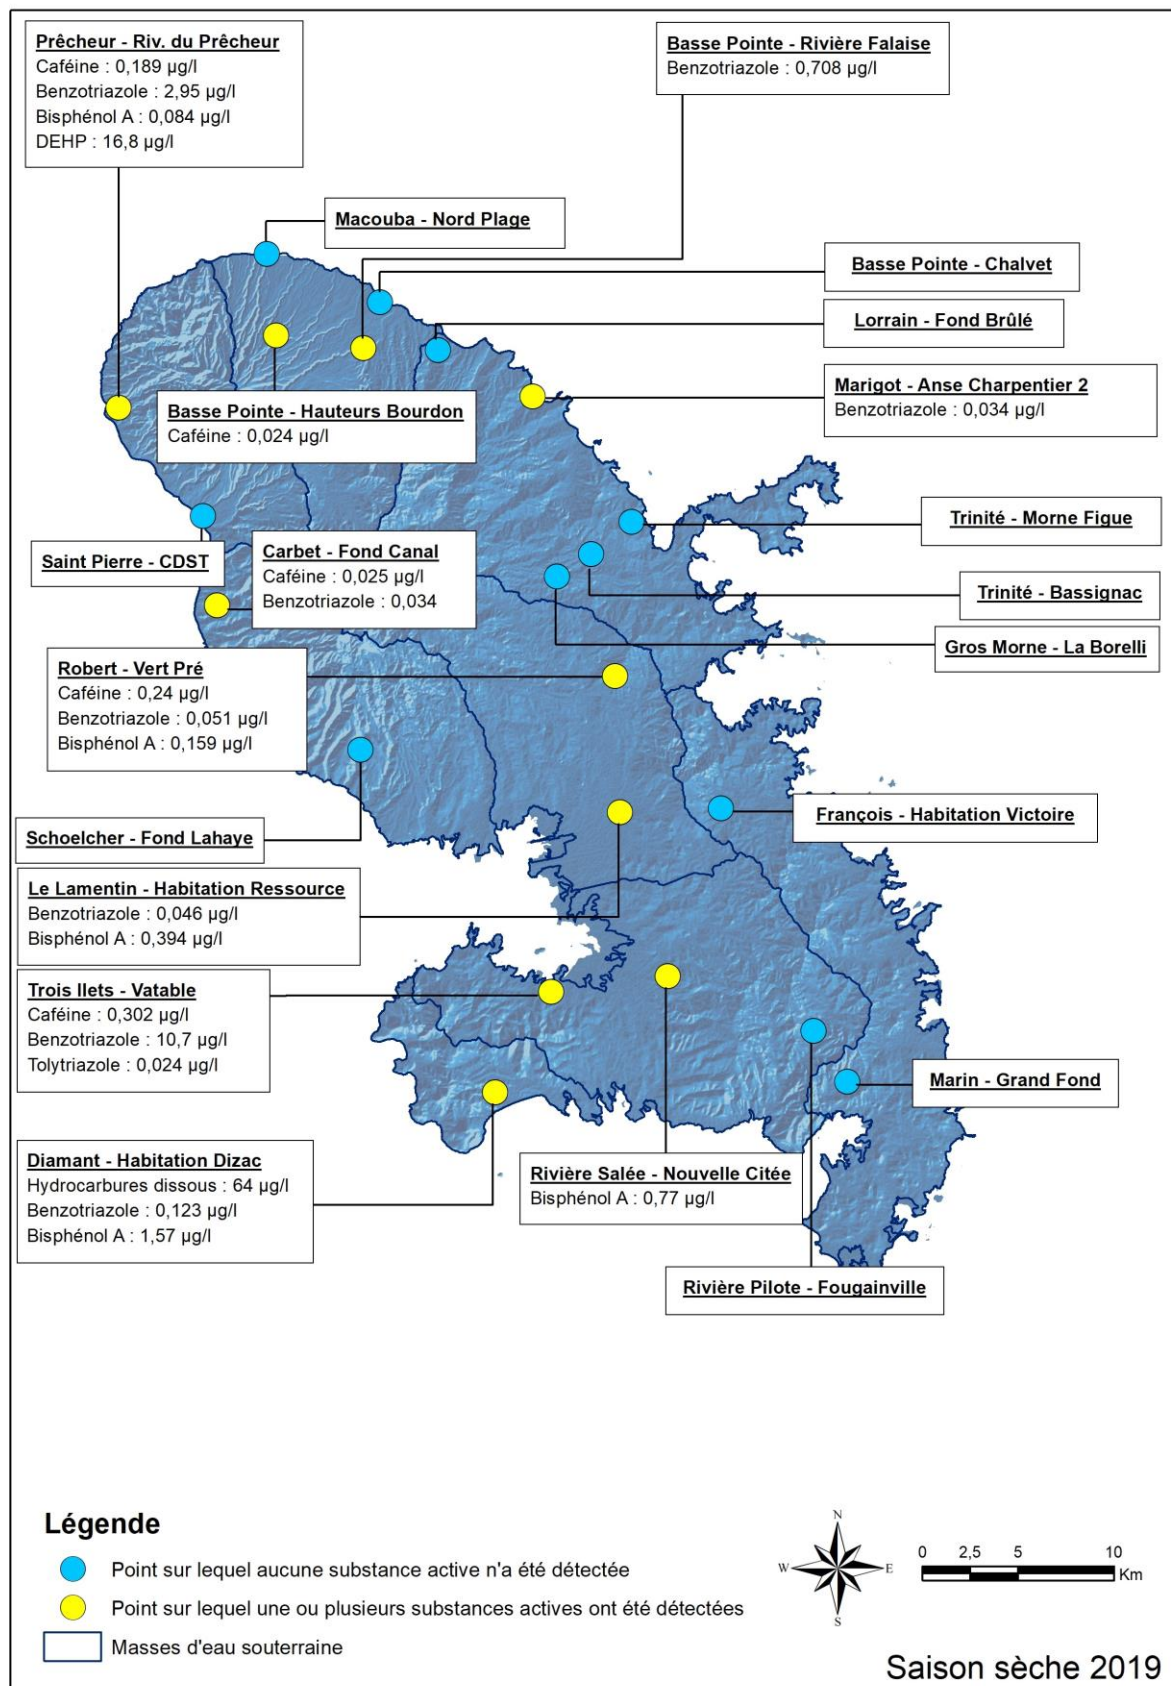 Prêcheur - Riv. du Prêcheur
Caféine : 0,189 µg/l
Benzotriazole : 2,95 µg/l
Bisphénol A : 0,084 µg/l
DEHP : 16,8 µg/l
Basse Pointe - Rivière Falaise
Benzotriazole : 0,708 µg/l
Macouba - Nord Plage
Basse Pointe - Chalvet
Lorrain - Fond Brûlé
Marigot - Anse Charpentier 2
Benzotriazole : 0,034 µg/l
Basse Pointe - Hauteurs Bourdon
Caféine : 0,024 µg/l
Trinité - Morne Figue
Saint Pierre - CDST
Carbet - Fond Canal
Caféine : 0,025 µg/l
Benzotriazole : 0,034
Trinité - Bassignac
Gros Morne - La Borelli
Robert - Vert Pré
Caféine : 0,24 µg/l
Benzotriazole : 0,051 µg/l
Bisphénol A : 0,159 µg/l
François - Habitation Victoire
Schoelcher - Fond Lahaye
Le Lamentin - Habitation Ressource
Benzotriazole : 0,046 µg/l
Bisphénol A : 0,394 µg/l
Trois Ilets - Vatable
Caféine : 0,302 µg/l
Benzotriazole : 10,7 µg/l
Tolytriazole : 0,024 µg/l
Marin - Grand Fond
Diamant - Habitation Dizac
Hydrocarbures dissous : 64 µg/l
Benzotriazole : 0,123 µg/l
Bisphénol A : 1,57 µg/l
Rivière Salée - Nouvelle Citée
Bisphénol A : 0,77 µg/l
Rivière Pilote - Fougainville
Légende
Point sur lequel aucune substance active n'a été détectée
Point sur lequel une ou plusieurs substances actives ont été détectées
Masses d'eau souterraine
N
W
E
S
0 2,5 5 10
Km
Saison sèche 2019